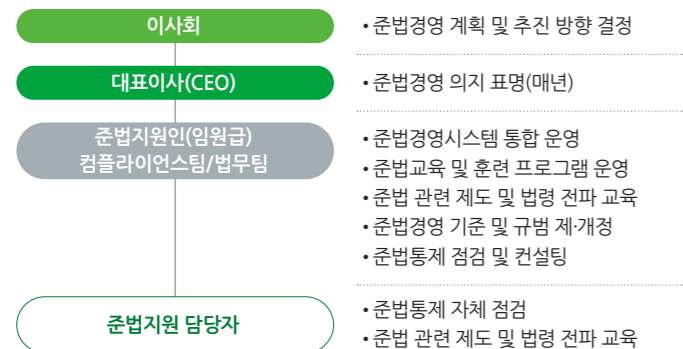 이사회
• 준법경영 계획 및 추진 방향 결정
대표이사(CEO)
• 준법경영 의지 표명(매년)
준법지원인(임원급)
컴플라이언스팀/법무팀
• 준법경영시스템 통합 운영
• 준법교육 및 훈련 프로그램 운영
• 준법 관련 제도 및 법령 전파 교육
• 준법경영 기준 및 규범 제·개정
• 준법통제 점검 및 컨설팅
준법지원 담당자
• 준법통제 자체 점검
• 준법 관련 제도 및 법령 전파 교육